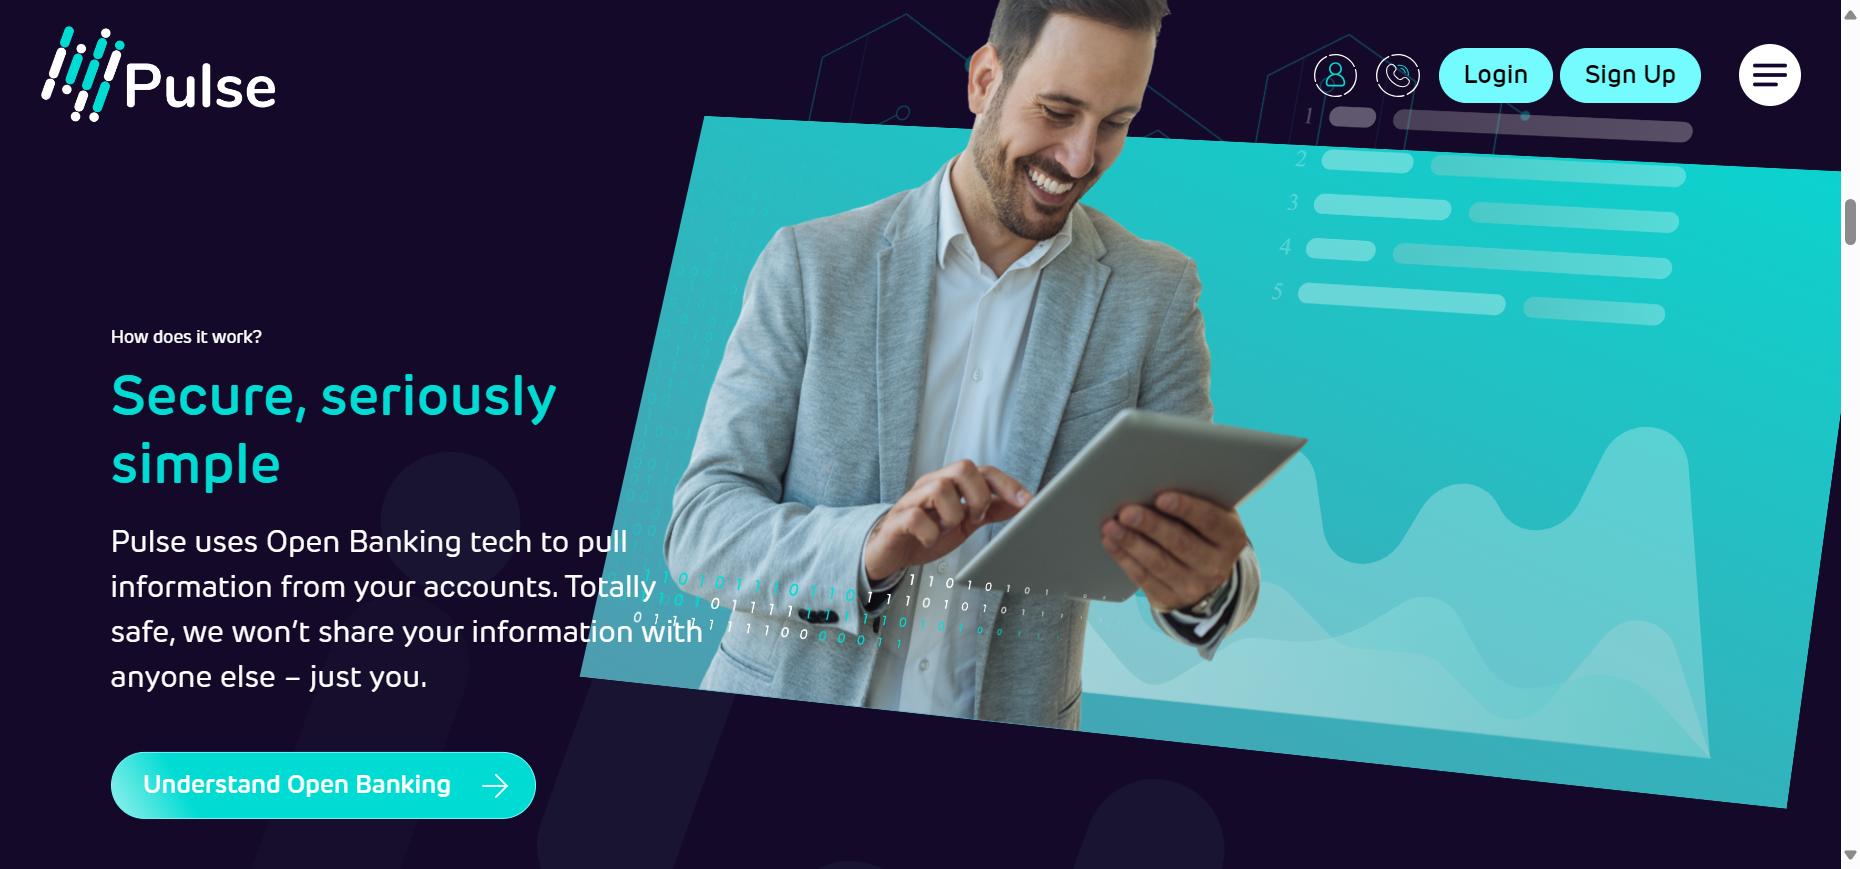 Pulse
Login
Sign Up
1
2
3
4
5
How does it work?
Secure, seriously
simple
Pulse uses Open Banking tech to pull
information from your accounts. Totally
safe, we won’t share your information with
anyone else – just you.
Understand Open Banking